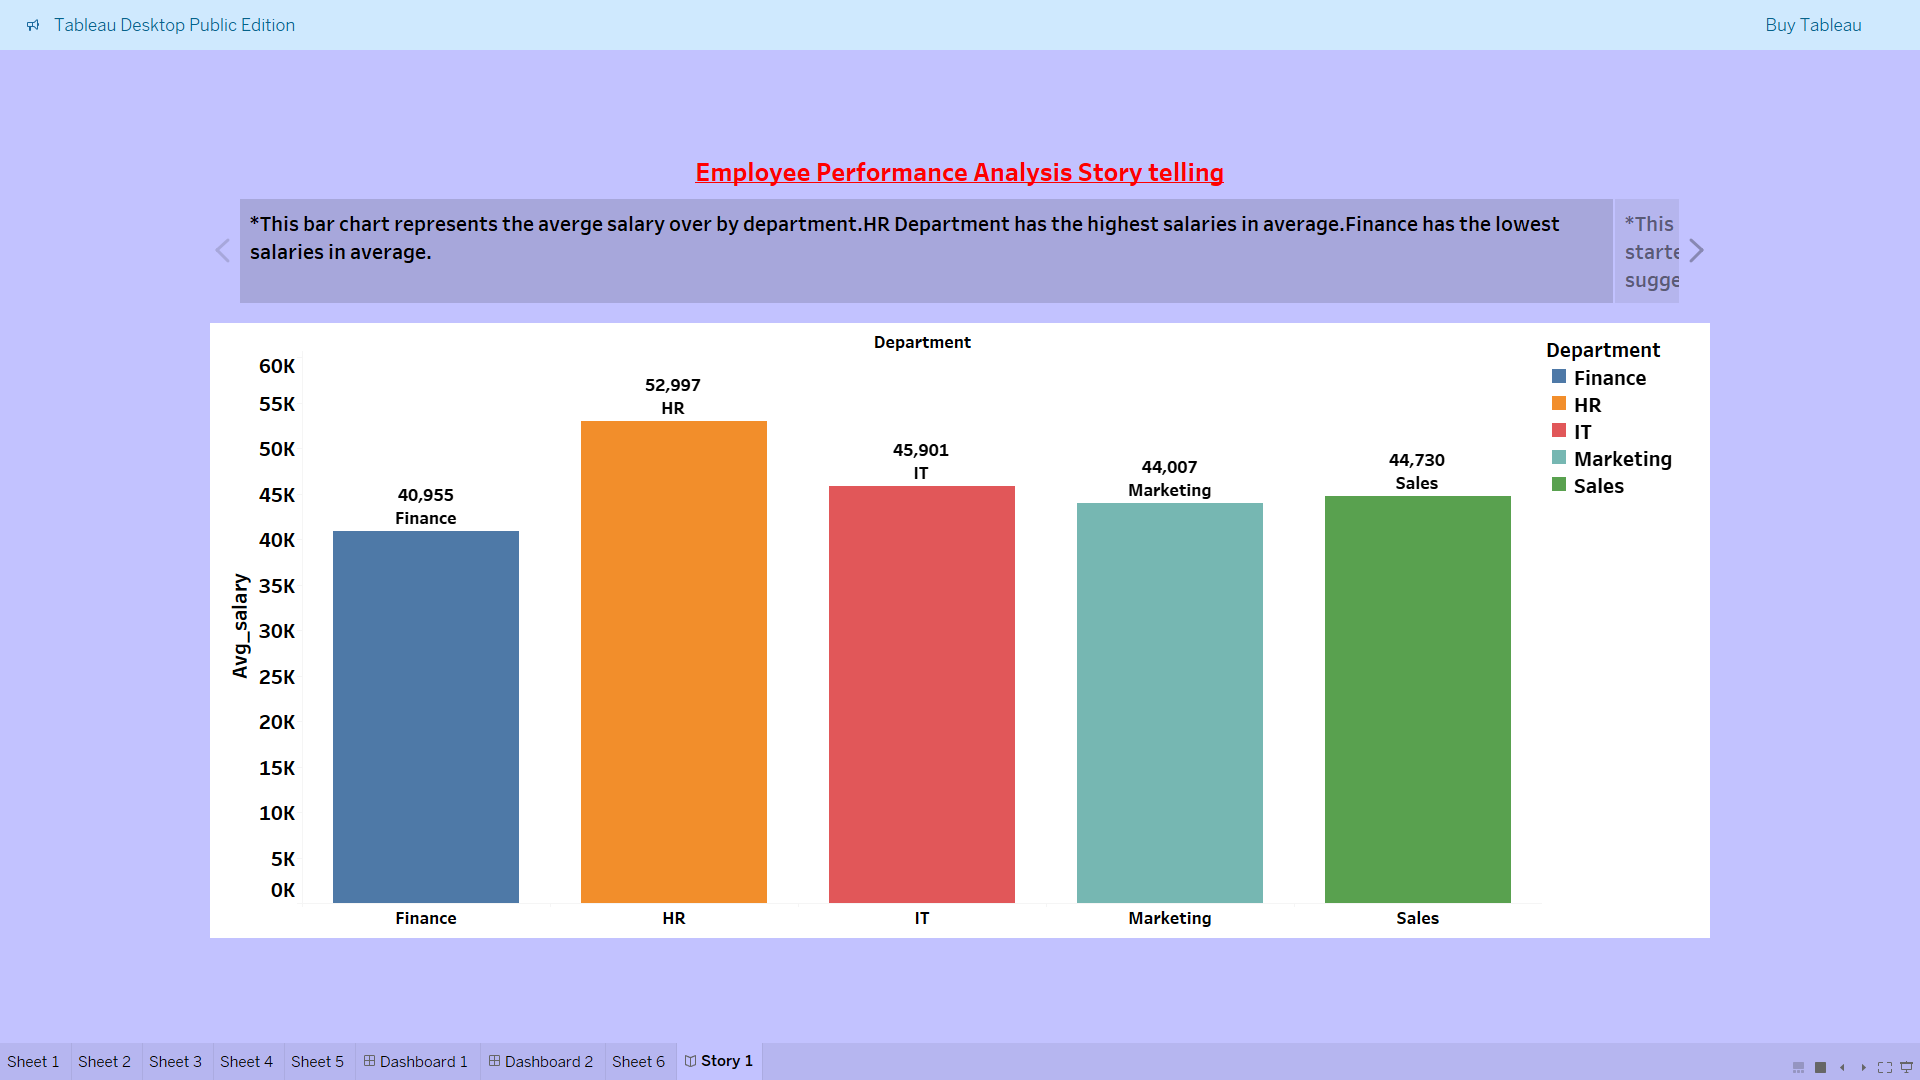 Tableau Desktop Public Edition
Buy Tableau
Employee Performance Analysis Story telling
*This bar chart represents the averge salary over by department.HR Department has the highest salaries in average.Finance has the lowest
salaries in average.
*This
starte
sugge
Department
60K
55K
50K
45K
40K
35K
30K
25K
20K
15K
10K
5K
0K
Avg_salary
40,955
Finance
52,997
HR
45,901
IT
44,007
Marketing
44,730
Sales
Finance
HR
IT
Marketing
Sales
Department
Finance
HR
IT
Marketing
Sales
Sheet 1
Sheet 2
Sheet 3
Sheet 4
Sheet 5
Dashboard 1
Dashboard 2
Sheet 6
Story 1